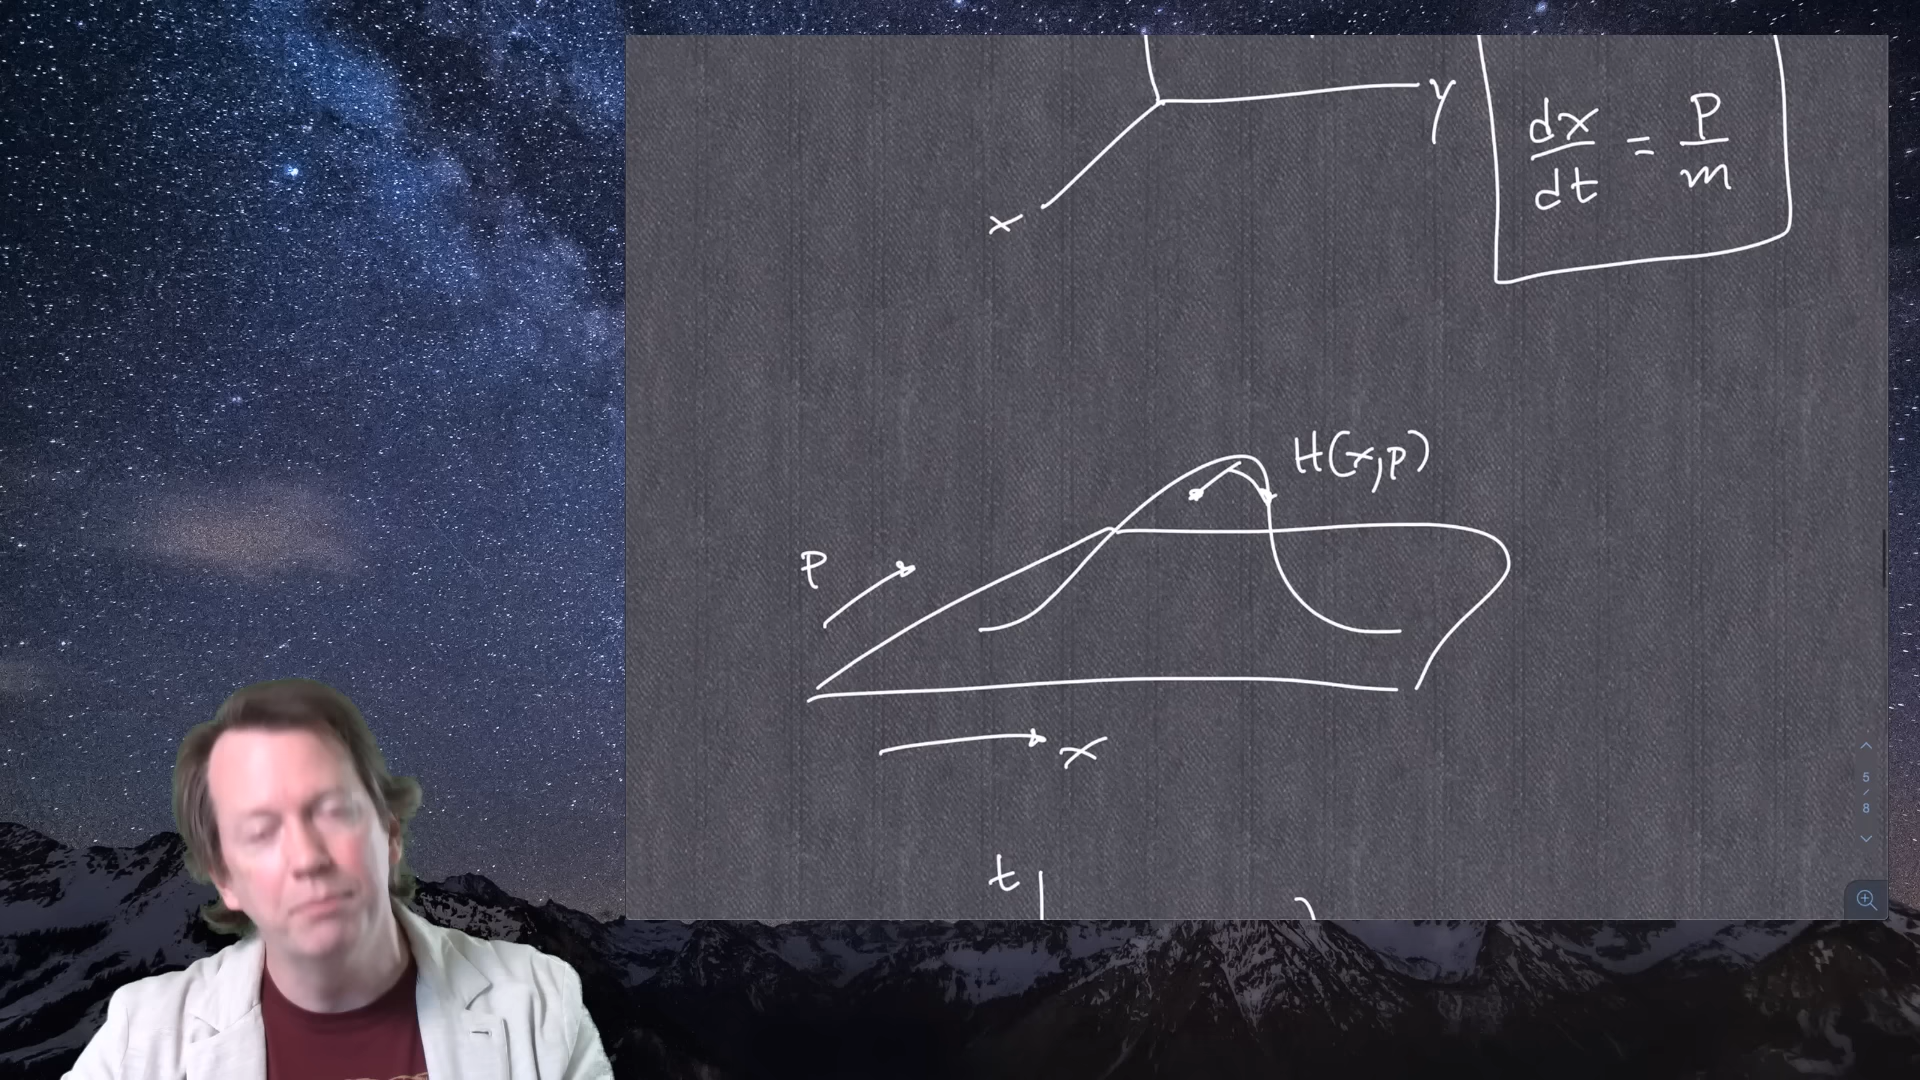 y
dx/dt = p/m
x
H(x,p)
p
x
5
/
8
t